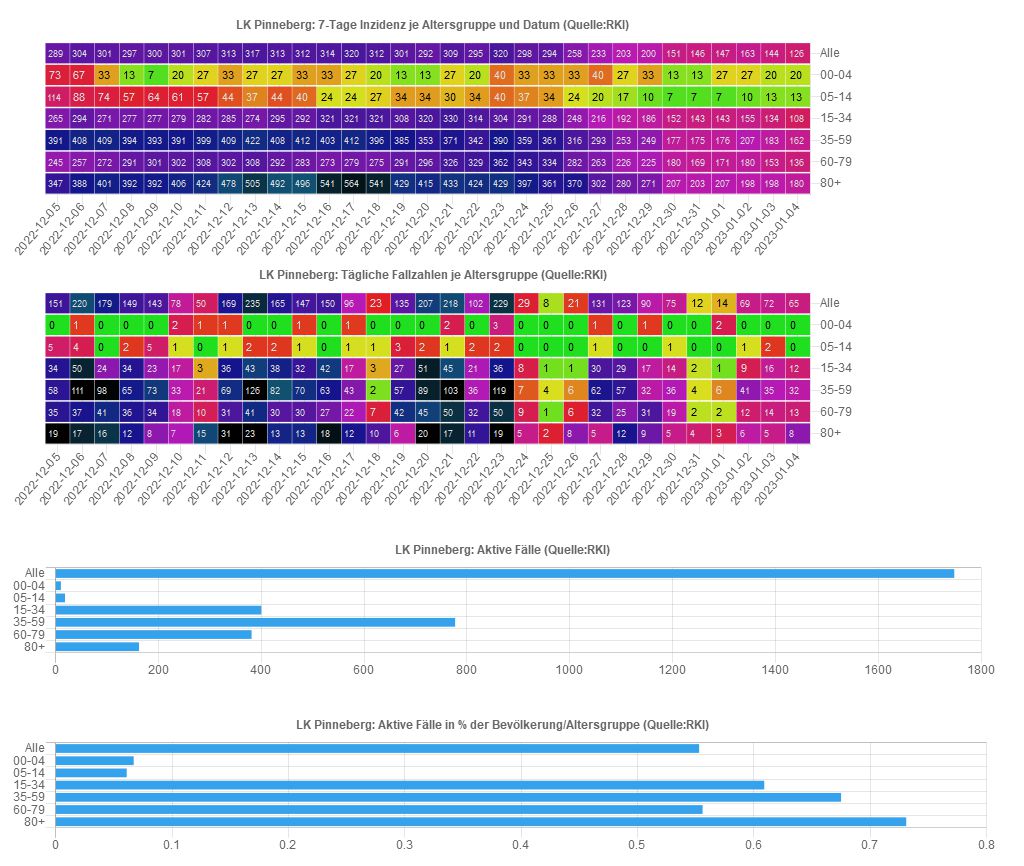 LK Pinneberg: 7-Tage Inzidenz je Altersgruppe und Datum (Quelle:RKI)
289 304 301 297 300 301 307 313 317 313 312 314 320 312 301 292 309 295 320 298 294 258 233 203 200 151 146 147 163 144 126 Alle
73 67 33 13 7 20 27 33 27 27 33 33 27 20 13 13 27 20 40 33 33 33 40 27 33 13 13 27 27 20 20 00-04
114 88 74 57 64 61 57 44 37 44 40 24 24 27 34 34 30 34 40 37 34 24 20 17 10 7 7 7 10 13 13 05-14
265 294 271 277 277 279 282 285 274 295 292 321 321 321 308 320 330 314 304 291 288 248 216 192 186 152 143 143 155 134 108 15-34
391 408 409 394 393 391 399 409 422 408 412 403 412 396 385 353 371 342 390 359 361 316 293 253 249 177 175 176 207 183 162 35-59
245 257 272 291 301 302 308 302 308 292 283 273 279 275 291 296 326 329 362 343 334 282 263 226 225 180 169 171 180 153 136 60-79
347 388 401 392 392 406 424 478 505 492 496 541 564 541 429 415 433 424 429 397 361 370 302 280 271 207 203 207 198 198 180 80+
2022-12-05 2022-12-06 2022-12-07 2022-12-08 2022-12-09 2022-12-10 2022-12-11 2022-12-12 2022-12-13 2022-12-14 2022-12-15 2022-12-16 2022-12-17 2022-12-18 2022-12-19 2022-12-20 2022-12-21 2022-12-22 2022-12-23 2022-12-24 2022-12-25 2022-12-26 2022-12-27 2022-12-28 2022-12-29 2022-12-30 2022-12-31 2023-01-01 2023-01-02 2023-01-03 2023-01-04
LK Pinneberg: Tägliche Fallzahlen je Altersgruppe (Quelle:RKI)
151 220 179 149 143 78 50 169 235 165 147 150 96 23 135 207 218 102 229 29 8 21 131 123 90 75 12 14 69 72 65 Alle
0 1 0 0 0 2 1 1 0 0 1 0 1 0 0 0 2 0 3 0 0 0 1 0 1 0 0 2 0 0 0 00-04
5 4 0 2 5 1 0 1 2 2 1 0 1 1 3 2 1 2 2 0 0 0 1 0 0 1 0 0 1 2 0 05-14
34 50 24 34 23 17 3 36 43 38 32 42 17 3 27 51 45 21 36 8 1 1 30 29 17 14 2 1 9 16 12 15-34
58 111 98 65 73 33 21 69 126 82 70 63 43 2 57 89 103 36 119 7 4 6 62 57 32 36 4 6 41 35 32 35-59
35 37 41 36 34 18 10 31 41 30 30 27 22 7 42 45 50 32 50 9 1 6 32 25 31 19 2 2 12 14 13 60-79
19 17 16 12 8 7 15 31 23 13 13 18 12 10 6 20 17 11 19 5 2 8 5 12 9 5 4 3 6 5 8 80+
2022-12-05 2022-12-06 2022-12-07 2022-12-08 2022-12-09 2022-12-10 2022-12-11 2022-12-12 2022-12-13 2022-12-14 2022-12-15 2022-12-16 2022-12-17 2022-12-18 2022-12-19 2022-12-20 2022-12-21 2022-12-22 2022-12-23 2022-12-24 2022-12-25 2022-12-26 2022-12-27 2022-12-28 2022-12-29 2022-12-30 2022-12-31 2023-01-01 2023-01-02 2023-01-03 2023-01-04
LK Pinneberg: Aktive Fälle (Quelle:RKI)
Alle
00-04
05-14
15-34
35-59
60-79
80+
0 200 400 600 800 1000 1200 1400 1600 1800
LK Pinneberg: Aktive Fälle in % der Bevölkerung/Altersgruppe (Quelle:RKI)
Alle
00-04
05-14
15-34
35-59
60-79
80+
0 0.1 0.2 0.3 0.4 0.5 0.6 0.7 0.8